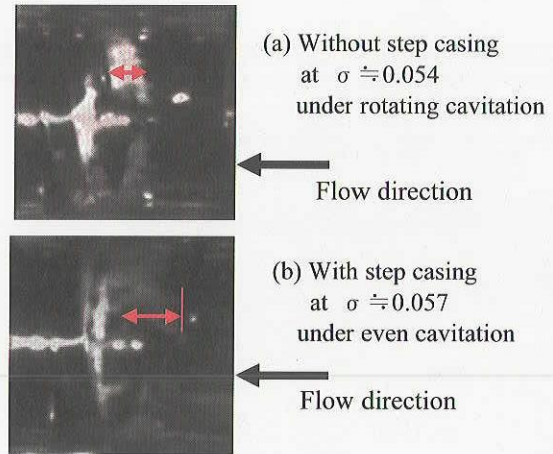 (a) Without step casing
at σ ≒0.054
under rotating cavitation
Flow direction
(b) With step casing
at σ ≒0.057
under even cavitation
Flow direction